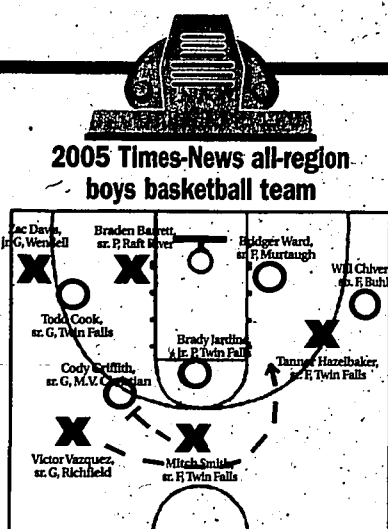 2005 Times-News all-region
boys basketball team
Zac Davis,
jr. G, Wendell
Braden Barrett,
sr. P, Raft River
Bridger Ward,
sr. F, Murtaugh
Will Chivers
F, Buhl
Todd Cook,
sr. G, Twin Falls
Brady Jardine,
jr. P, Twin Falls
Tanner Hazelbaker,
sr. F, Twin Falls
Cody Griffith,
sr. G, M.V. Christian
Victor Vazquez,
sr. G, Richfield
Mitch Smith,
sr. F, Twin Falls